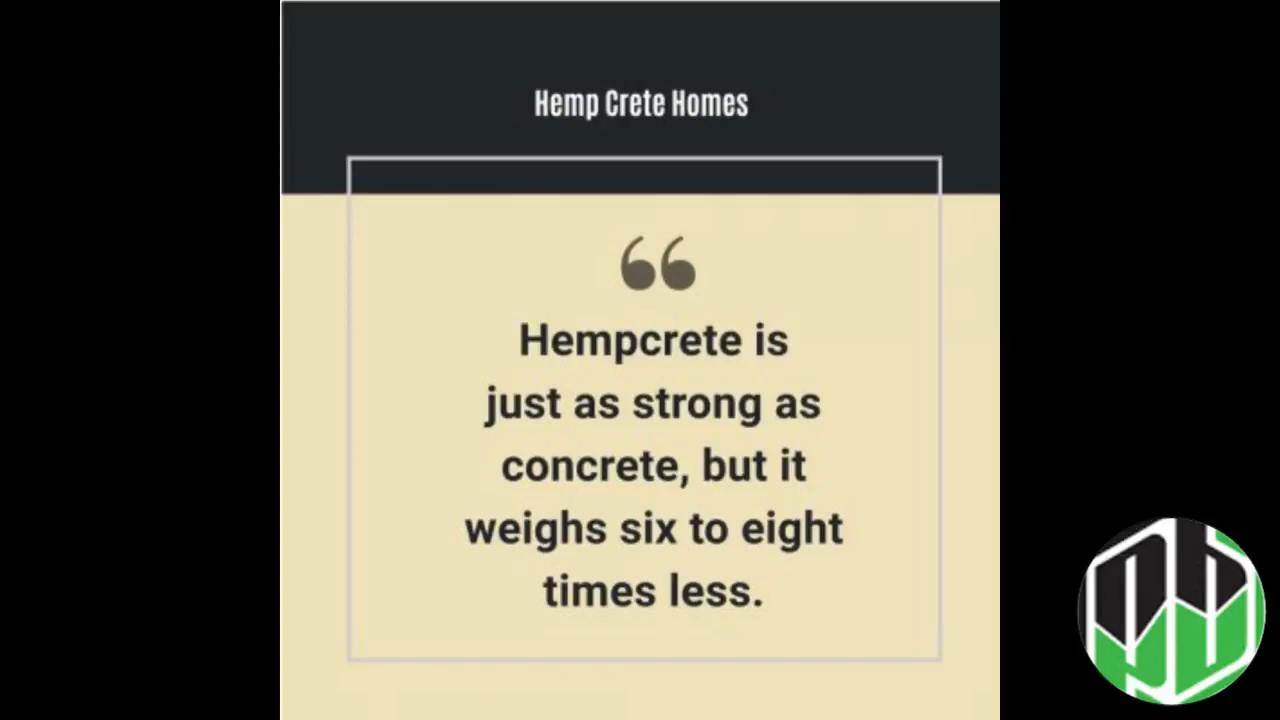 Hemp Crete Homes
“
Hempcrete is
just as strong as
concrete, but it
weighs six to eight
times less.